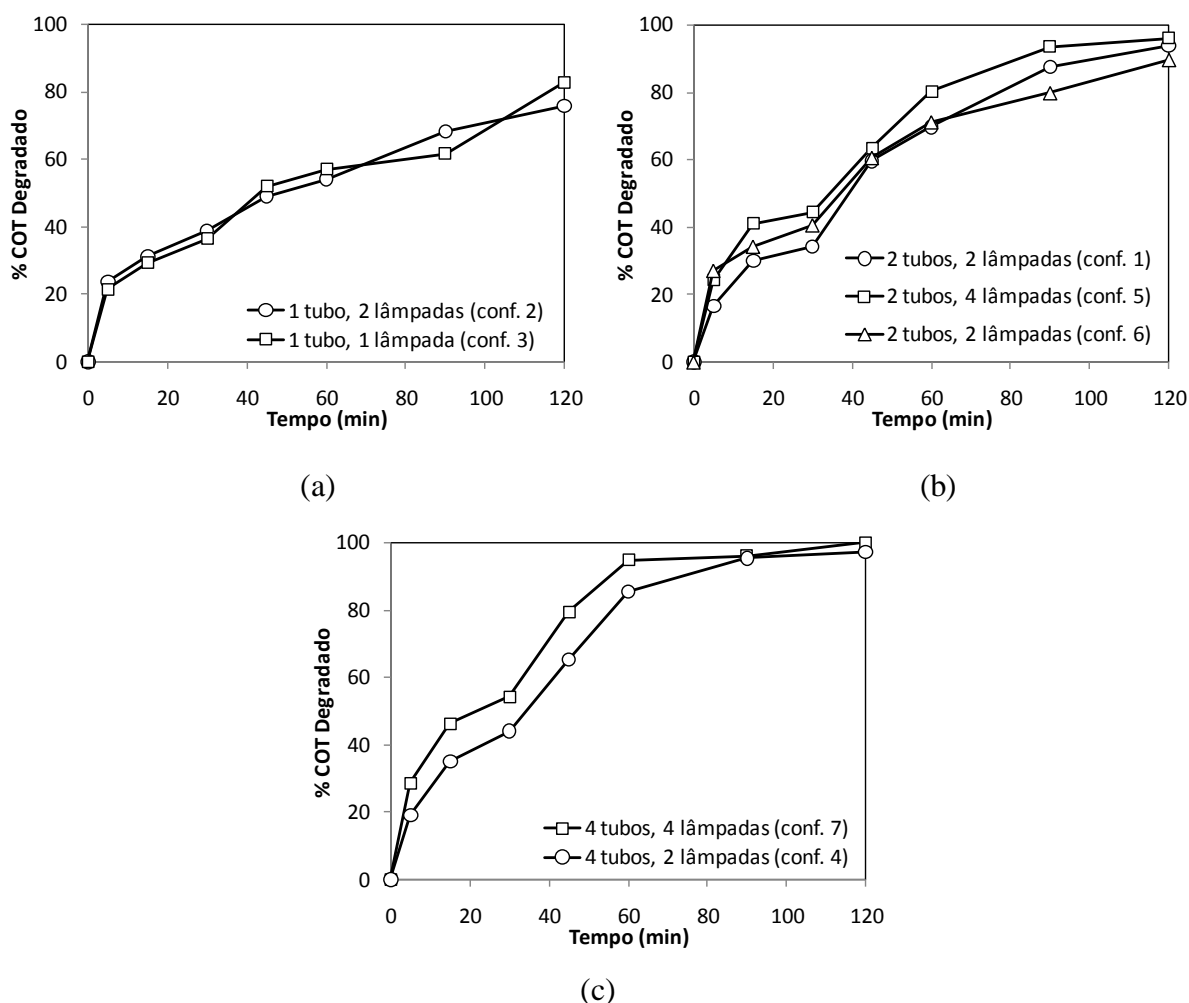 100
80
60
40
20
0
% COT Degradado
1 tubo, 2 lâmpadas (conf. 2)
1 tubo, 1 lâmpada (conf. 3)
0 20 40 60 80 100 120
Tempo (min)
(a)
100
80
60
40
20
0
% COT Degradado
2 tubos, 2 lâmpadas (conf. 1)
2 tubos, 4 lâmpadas (conf. 5)
2 tubos, 2 lâmpadas (conf. 6)
0 20 40 60 80 100 120
Tempo (min)
(b)
100
80
60
40
20
0
% COT Degradado
4 tubos, 4 lâmpadas (conf. 7)
4 tubos, 2 lâmpadas (conf. 4)
0 20 40 60 80 100 120
Tempo (min)
(c)